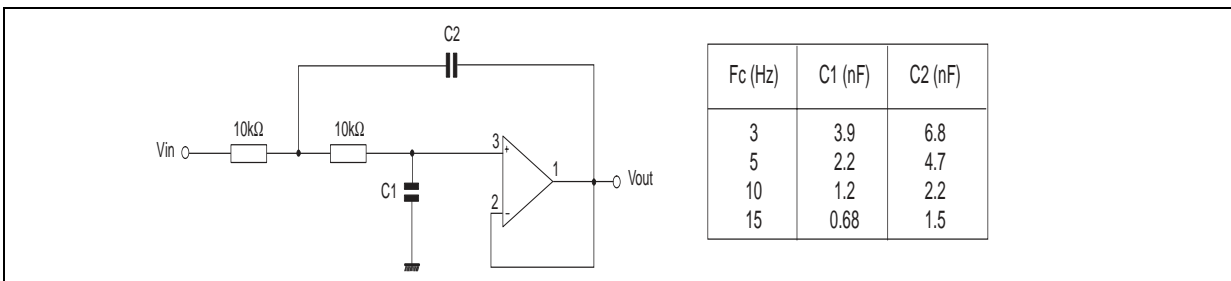 C2
10kΩ
10kΩ
Vin
3
+
1
Vout
C1
2
-
Fc (Hz) C1 (nF) C2 (nF)
3 3.9 6.8
5 2.2 4.7
10 1.2 2.2
15 0.68 1.5